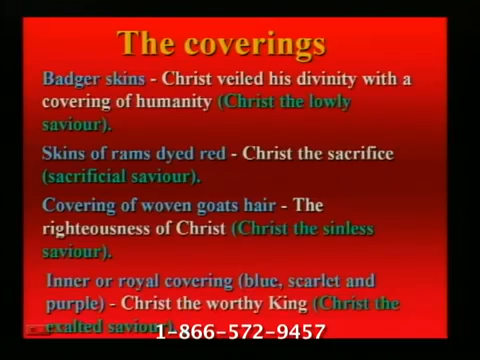 The coverings
Badger skins - Christ veiled his divinity with a
covering of humanity (Christ the lowly
saviour).
Skins of rams dyed red - Christ the sacrifice
(sacrificial saviour).
Covering of woven goats hair - The
righteousness of Christ (Christ the sinless
saviour).
Inner or royal covering (blue, scarlet and
purple) - Christ the worthy King (Christ the
exalted saviour).
1-866-572-9457